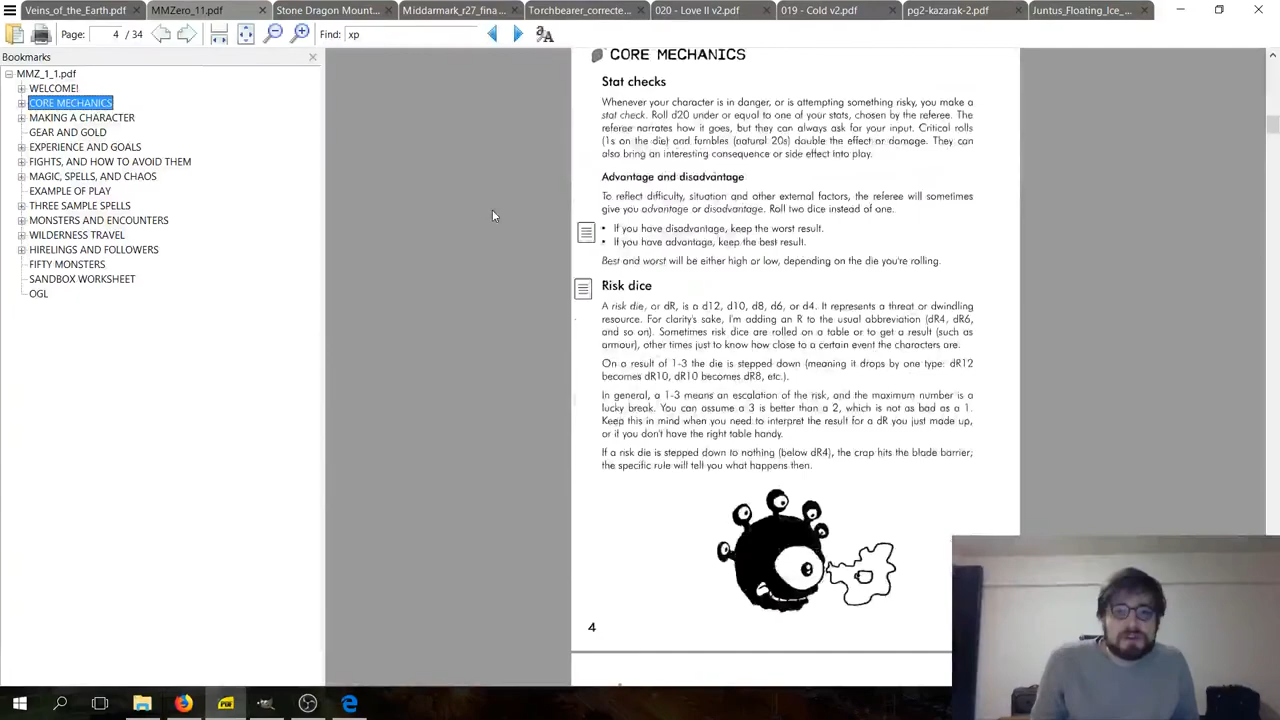 Veins_of_the_Earth.pdf
MMZero_11.pdf
Stone Dragon Mount...
Middarmark_r27_fina...
Torchbearer_correcte...
020 - Love II v2.pdf
019 - Cold v2.pdf
pg2-kazarak-2.pdf
Juntus_Floating_Ice_...
Page: 4 / 34
Find: xp
Bookmarks
MMZ_1_1.pdf
WELCOME!
CORE MECHANICS
MAKING A CHARACTER
GEAR AND GOLD
EXPERIENCE AND GOALS
FIGHTS, AND HOW TO AVOID THEM
MAGIC, SPELLS, AND CHAOS
EXAMPLE OF PLAY
THREE SAMPLE SPELLS
MONSTERS AND ENCOUNTERS
WILDERNESS TRAVEL
HIRELINGS AND FOLLOWERS
FIFTY MONSTERS
SANDBOX WORKSHEET
OGL
CORE MECHANICS
Stat checks
Whenever your character is in danger, or is attempting something risky, you make a
stat check. Roll d20 under or equal to one of your stats, chosen by the referee. The
referee narrates how it goes, but they can always ask for your input. Critical rolls
(1s on the die) and fumbles (natural 20s) double the effect or damage. They can
also bring an interesting consequence or side effect into play.
Advantage and disadvantage
To reflect difficulty, situation and other external factors, the referee will sometimes
give you advantage or disadvantage. Roll two dice instead of one.
• If you have disadvantage, keep the worst result.
• If you have advantage, keep the best result.
Best and worst will be either high or low, depending on the die you're rolling.
Risk dice
A risk die, or dR, is a d12, d10, d8, d6, or d4. It represents a threat or dwindling
resource. For clarity's sake, I'm adding an R to the usual abbreviation (dR4, dR6,
and so on). Sometimes risk dice are rolled on a table or to get a result (such as
armour), other times just to know how close to a certain event the characters are.
On a result of 1-3 the die is stepped down (meaning it drops by one type: dR12
becomes dR10, dR10 becomes dR8, etc.).
In general, a 1-3 means an escalation of the risk, and the maximum number is a
lucky break. You can assume a 3 is better than a 2, which is not as bad as a 1.
Keep this in mind when you need to interpret the result for a dR you just made up,
or if you don't have the right table handy.
If a risk die is stepped down to nothing (below dR4), the crap hits the blade barrier;
the specific rule will tell you what happens then.
4